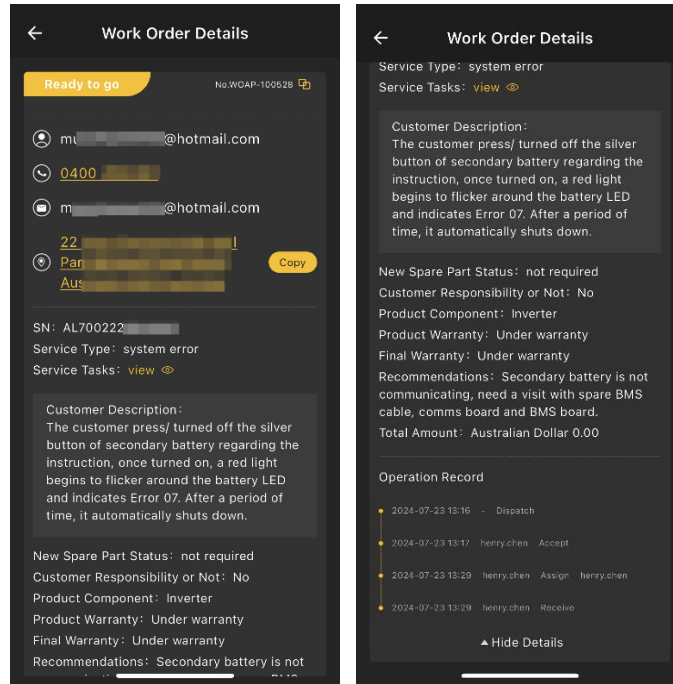 Work Order Details
Ready to go
No.WOAP-100528
@hotmail.com
0400
@hotmail.com
22
Copy
SN: AL700222
Service Type: system error
Service Tasks: view
Customer Description:
The customer press/ turned off the silver
button of secondary battery regarding the
instruction, once turned on, a red light
begins to flicker around the battery LED
and indicates Error 07. After a period of
time, it automatically shuts down.
New Spare Part Status: not required
Customer Responsibility or Not: No
Product Component: Inverter
Product Warranty: Under warranty
Final Warranty: Under warranty
Recommendations: Secondary battery is not
Work Order Details
Service Type: system error
Service Tasks: view
Customer Description:
The customer press/ turned off the silver
button of secondary battery regarding the
instruction, once turned on, a red light
begins to flicker around the battery LED
and indicates Error 07. After a period of
time, it automatically shuts down.
New Spare Part Status: not required
Customer Responsibility or Not: No
Product Component: Inverter
Product Warranty: Under warranty
Final Warranty: Under warranty
Recommendations: Secondary battery is not
communicating, need a visit with spare BMS
cable, comms board and BMS board.
Total Amount: Australian Dollar 0.00
Operation Record
2024-07-23 13:16 - Dispatch
2024-07-23 13:17 henry.chen Accept
2024-07-23 13:29 henry.chen Assign henry.chen
2024-07-23 13:29 henry.chen Receive
Hide Details